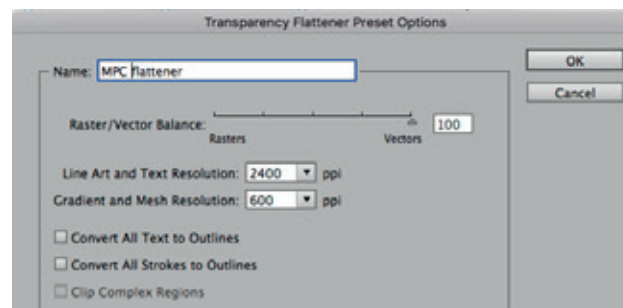 Transparency Flattener Preset Options
Name: MPC flattener
OK
Cancel
Raster/Vector Balance: 100
Rasters Vectors
Line Art and Text Resolution: 2400 ppi
Gradient and Mesh Resolution: 600 ppi
Convert All Text to Outlines
Convert All Strokes to Outlines
Clip Complex Regions